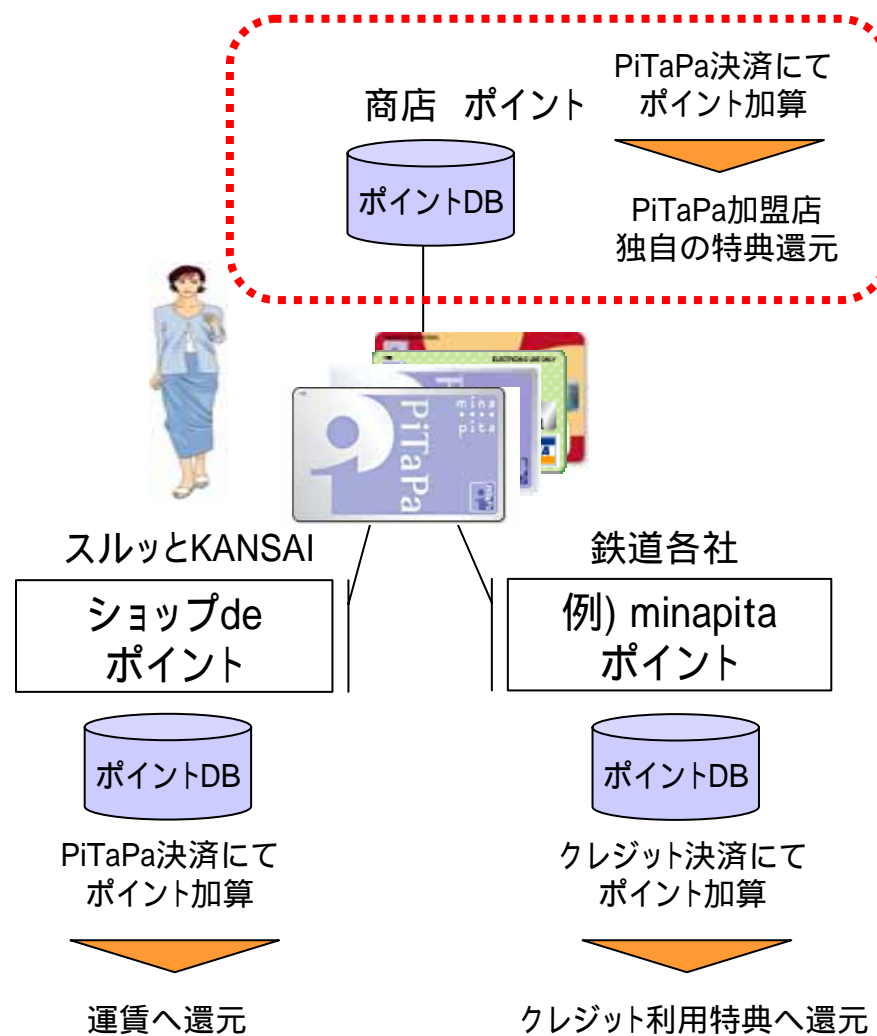 PiTaPa決済にて
ポイント加算
商店 ポイント
ポイントDB
PiTaPa加盟店
独自の特典還元
ELECTRONIC USE ONLY
PiTaPa
mina
pita
スルッとKANSAI
ショップde
ポイント
ポイントDB
PiTaPa決済にて
ポイント加算
運賃へ還元
鉄道各社
例) minapita
ポイント
ポイントDB
クレジット決済にて
ポイント加算
クレジット利用特典へ還元